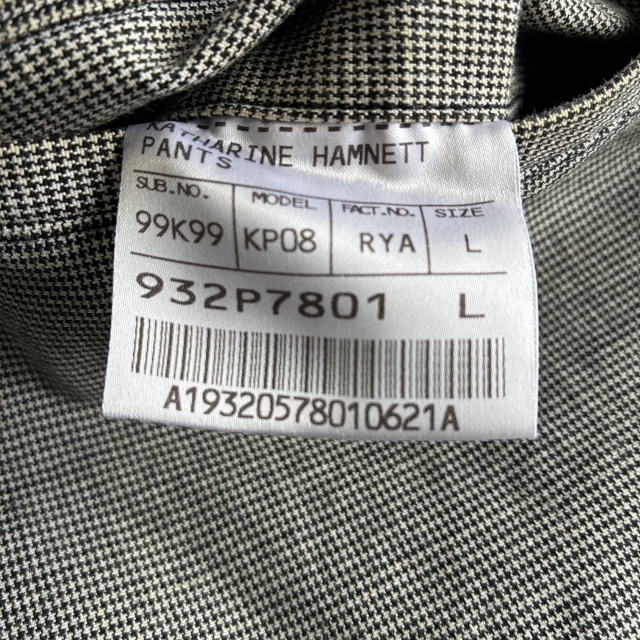 KATHARINE HAMNETT
PANTS
SUB.NO. MODEL FACT.NO. SIZE
99K99 KP08 RYA L
932P7801 L
A19320578010621A